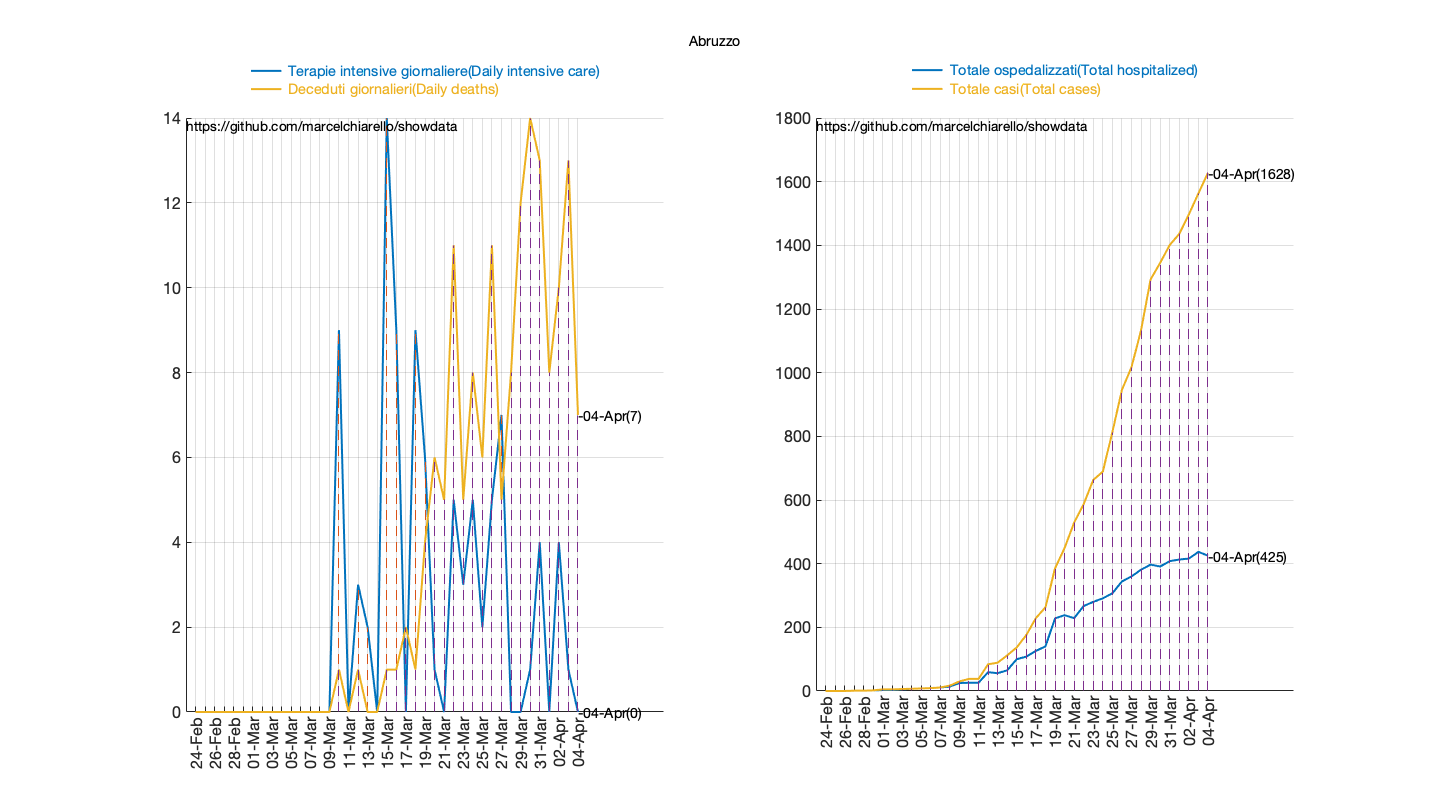 Abruzzo
Terapie intensive giornaliere(Daily intensive care)
Deceduti giornalieri(Daily deaths)
https://github.com/marcelchiarello/showdata
14
12
10
8
6
4
2
0
-04-Apr(7)
-04-Apr(0)
24-Feb
26-Feb
28-Feb
01-Mar
03-Mar
05-Mar
07-Mar
09-Mar
11-Mar
13-Mar
15-Mar
17-Mar
19-Mar
21-Mar
23-Mar
25-Mar
27-Mar
29-Mar
31-Mar
02-Apr
04-Apr
Totale ospedalizzati(Total hospitalized)
Totale casi(Total cases)
https://github.com/marcelchiarello/showdata
1800
1600
1400
1200
1000
800
600
400
200
0
-04-Apr(1628)
-04-Apr(425)
24-Feb
26-Feb
28-Feb
01-Mar
03-Mar
05-Mar
07-Mar
09-Mar
11-Mar
13-Mar
15-Mar
17-Mar
19-Mar
21-Mar
23-Mar
25-Mar
27-Mar
29-Mar
31-Mar
02-Apr
04-Apr